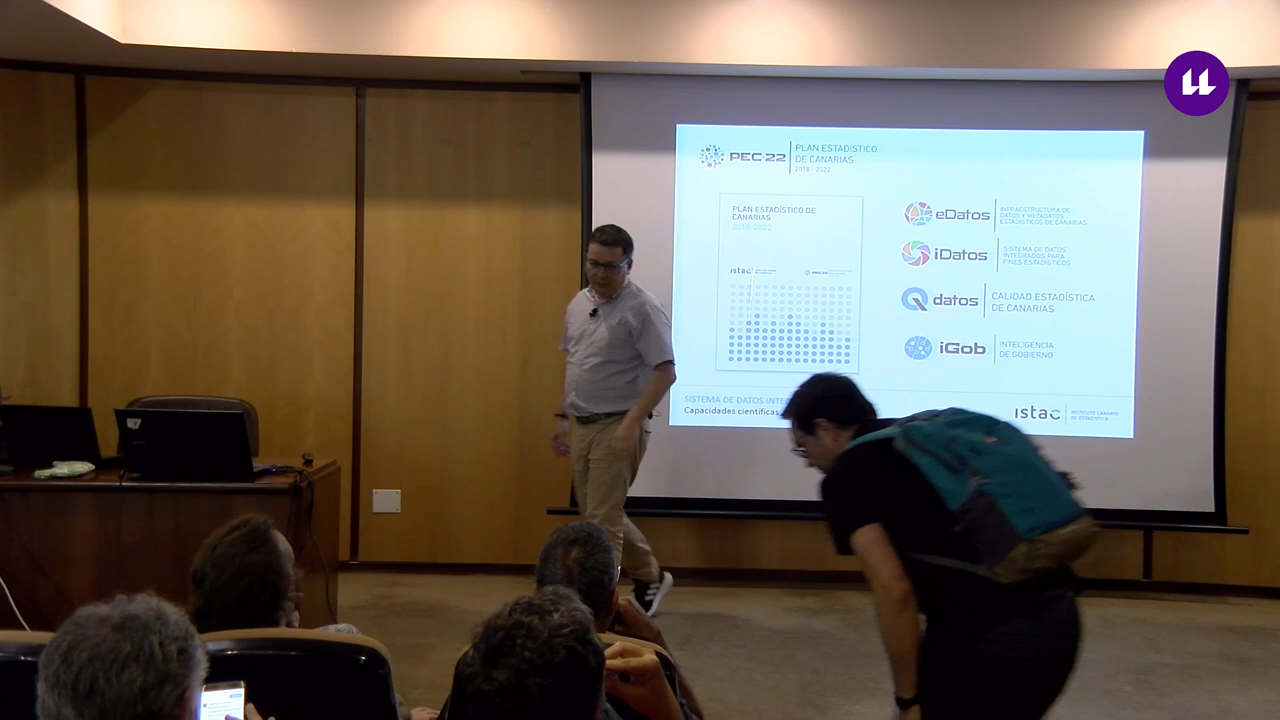 PEC-22
PLAN ESTADÍSTICO
DE CANARIAS
2018 - 2022
PLAN ESTADÍSTICO DE
CANARIAS
2018-2022
istac
eDatos
INFRAESTRUCTURA DE
DATOS Y METADATOS
ESTADÍSTICOS DE CANARIAS
iDatos
SISTEMA DE DATOS
INTEGRADOS PARA
FINES ESTADÍSTICOS
Qdatos
CALIDAD ESTADÍSTICA
DE CANARIAS
iGob
INTELIGENCIA
DE GOBIERNO
SISTEMA DE DATOS INTEG
Capacidades científicas
istac
INSTITUTO CANARIO
DE ESTADÍSTICA